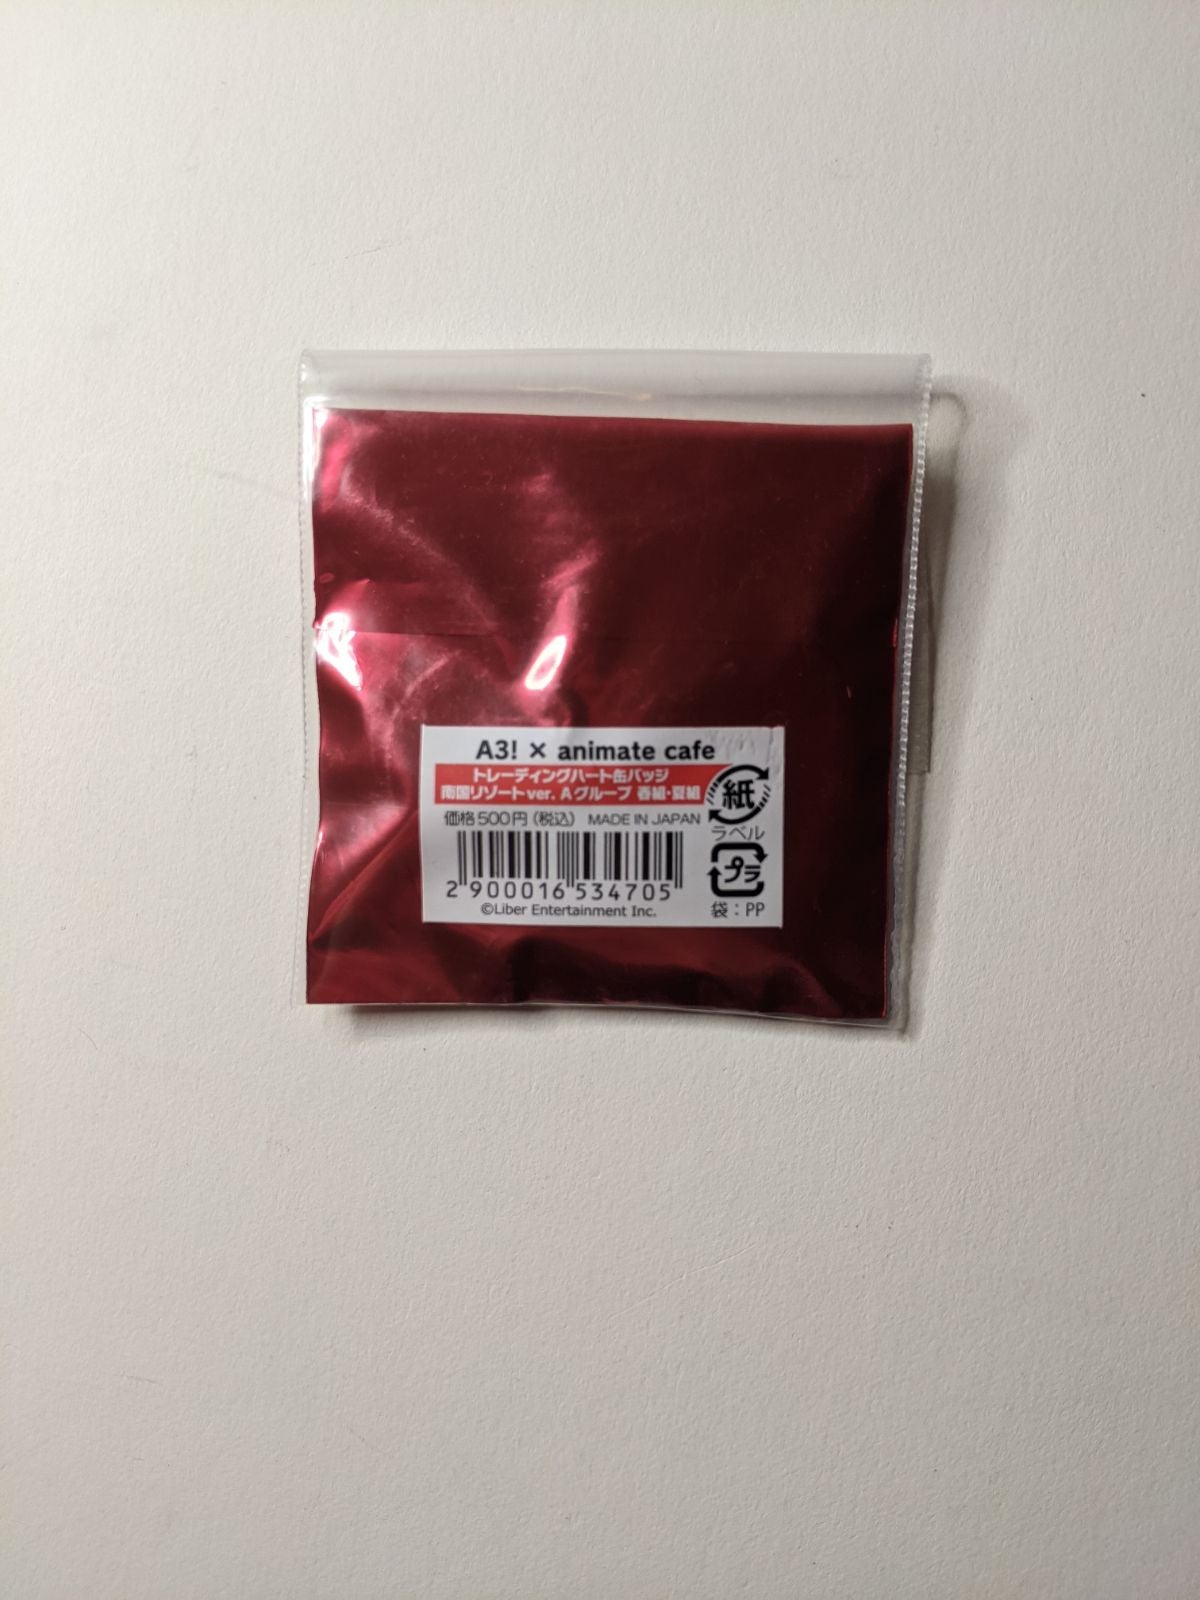 A3! × animate cafe
トレーディングハート缶バッジ
南国リゾートver. Aグループ 春組・夏組
価格500円(税込) MADE IN JAPAN
2 900016 534705
©Liber Entertainment Inc.
紙
ラベル
プラ
袋:PP